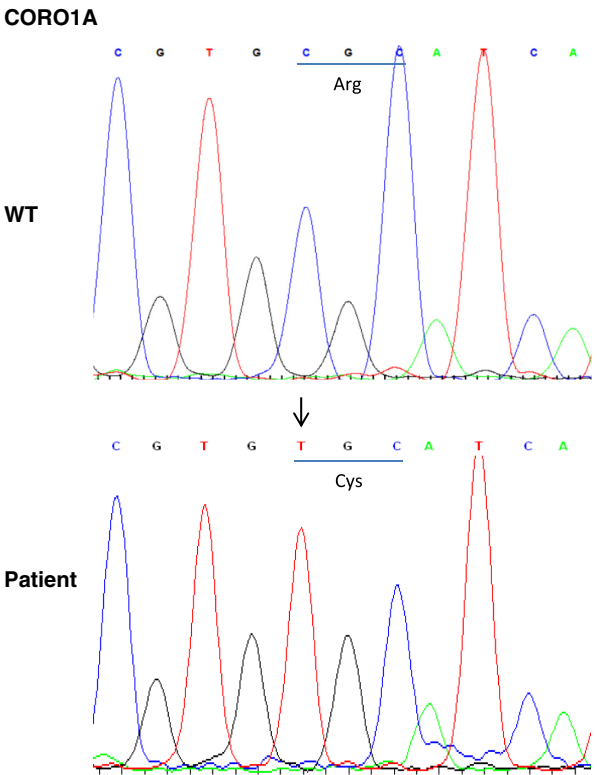 CORO1A
C G T G C G C A T C A
Arg
WT
C G T G T G C A T C A
Cys
Patient